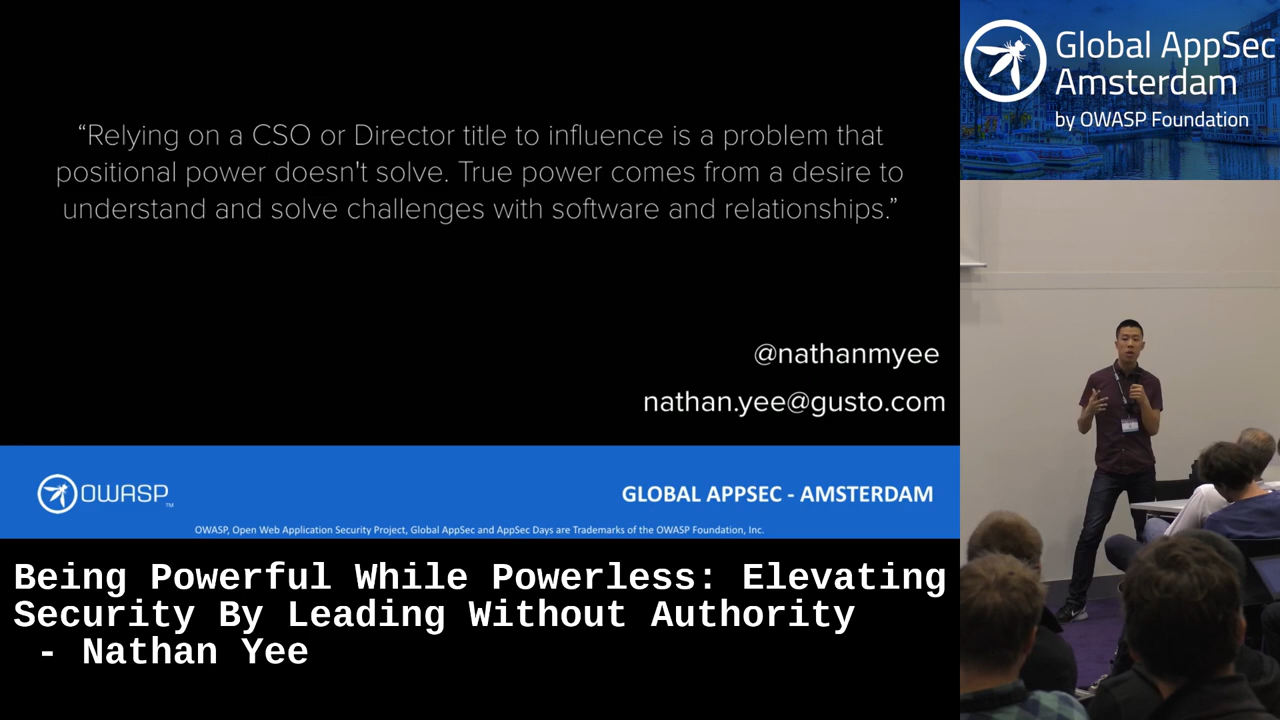 “Relying on a CSO or Director title to influence is a problem that
positional power doesn't solve. True power comes from a desire to
understand and solve challenges with software and relationships.”
@nathanmyee
nathan.yee@gusto.com
OWASP™
GLOBAL APPSEC - AMSTERDAM
OWASP, Open Web Application Security Project, Global AppSec and AppSec Days are Trademarks of the OWASP Foundation, Inc.
Being Powerful While Powerless: Elevating
Security By Leading Without Authority
- Nathan Yee
Global AppSec
Amsterdam
by OWASP Foundation